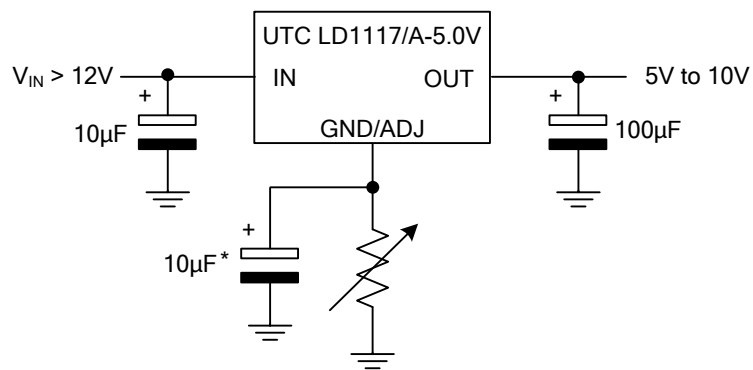 UTC LD1117/A-5.0V
V_IN > 12V
IN
OUT
5V to 10V
+
10µF
GND/ADJ
+
100µF
+
10µF*